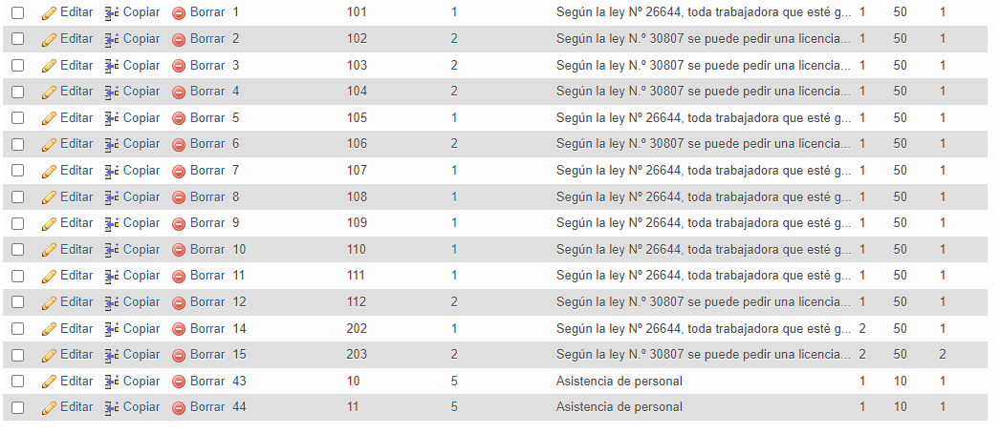 Editar Copiar Borrar 1 101 1 Según la ley Nº 26644, toda trabajadora que esté g... 1 50 1
Editar Copiar Borrar 2 102 2 Según la ley N.º 30807 se puede pedir una licencia... 1 50 1
Editar Copiar Borrar 3 103 2 Según la ley N.º 30807 se puede pedir una licencia... 1 50 1
Editar Copiar Borrar 4 104 2 Según la ley N.º 30807 se puede pedir una licencia... 1 50 1
Editar Copiar Borrar 5 105 1 Según la ley Nº 26644, toda trabajadora que esté g... 1 50 1
Editar Copiar Borrar 6 106 2 Según la ley N.º 30807 se puede pedir una licencia... 1 50 1
Editar Copiar Borrar 7 107 1 Según la ley Nº 26644, toda trabajadora que esté g... 1 50 1
Editar Copiar Borrar 8 108 1 Según la ley Nº 26644, toda trabajadora que esté g... 1 50 1
Editar Copiar Borrar 9 109 1 Según la ley Nº 26644, toda trabajadora que esté g... 1 50 1
Editar Copiar Borrar 10 110 1 Según la ley Nº 26644, toda trabajadora que esté g... 1 50 1
Editar Copiar Borrar 11 111 1 Según la ley Nº 26644, toda trabajadora que esté g... 1 50 1
Editar Copiar Borrar 12 112 2 Según la ley N.º 30807 se puede pedir una licencia... 1 50 1
Editar Copiar Borrar 14 202 1 Según la ley Nº 26644, toda trabajadora que esté g... 2 50 1
Editar Copiar Borrar 15 203 2 Según la ley N.º 30807 se puede pedir una licencia... 2 50 2
Editar Copiar Borrar 43 10 5 Asistencia de personal 1 10 1
Editar Copiar Borrar 44 11 5 Asistencia de personal 1 10 1